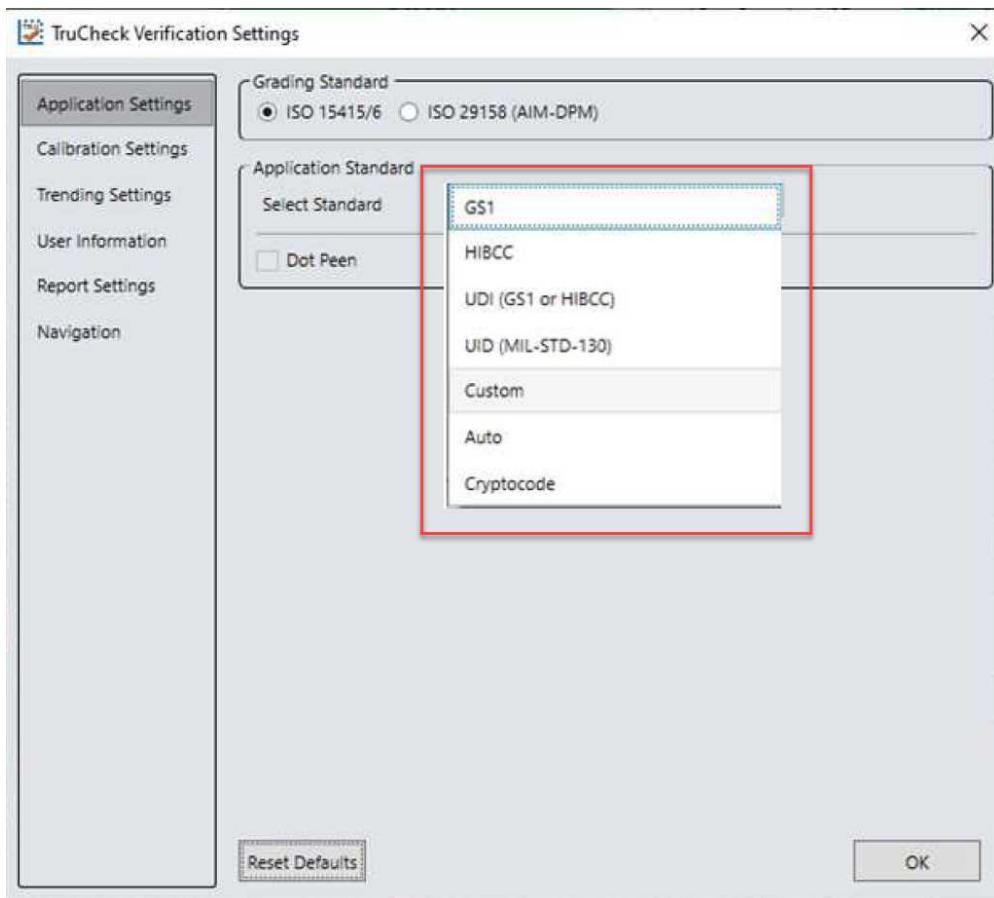 TruCheck Verification Settings
Application Settings
Calibration Settings
Trending Settings
User Information
Report Settings
Navigation
Grading Standard
ISO 15415/6 ISO 29158 (AIM-DPM)
Application Standard
Select Standard
Dot Peen
GS1
HIBCC
UDI (GS1 or HIBCC)
UID (MIL-STD-130)
Custom
Auto
Cryptocode
Reset Defaults
OK